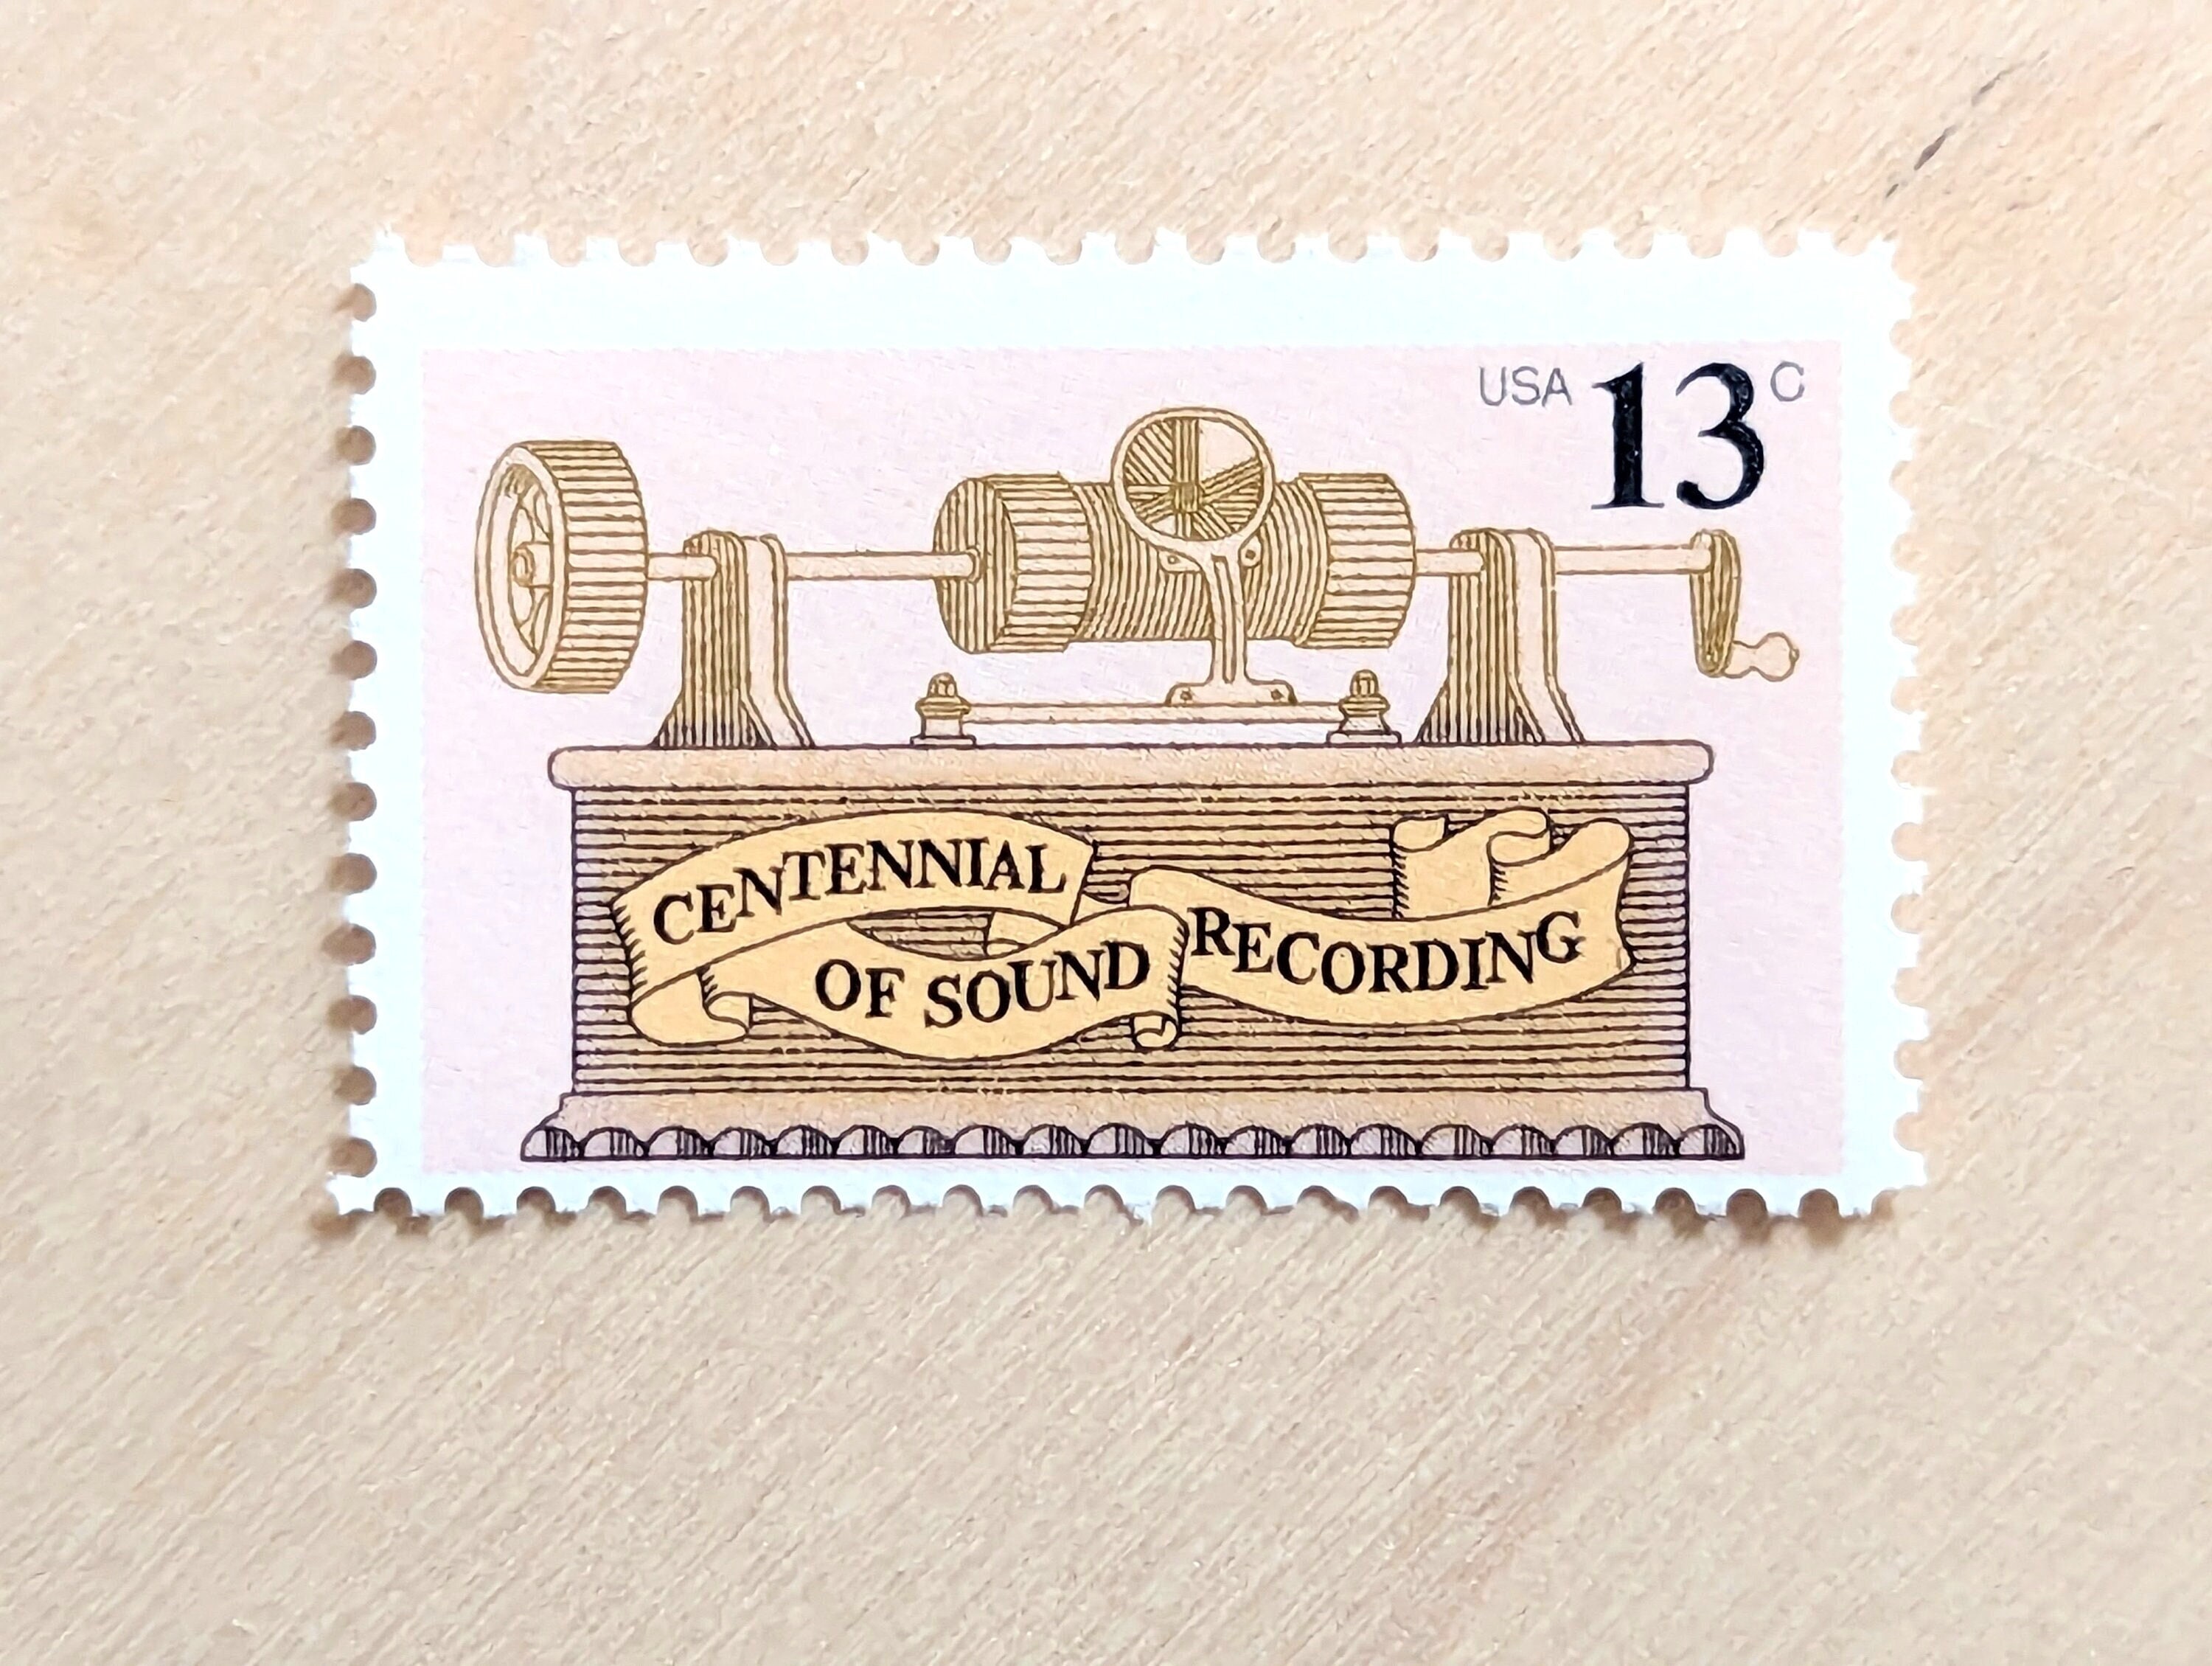 USA 13c
CENTENNIAL
OF SOUND
RECORDING